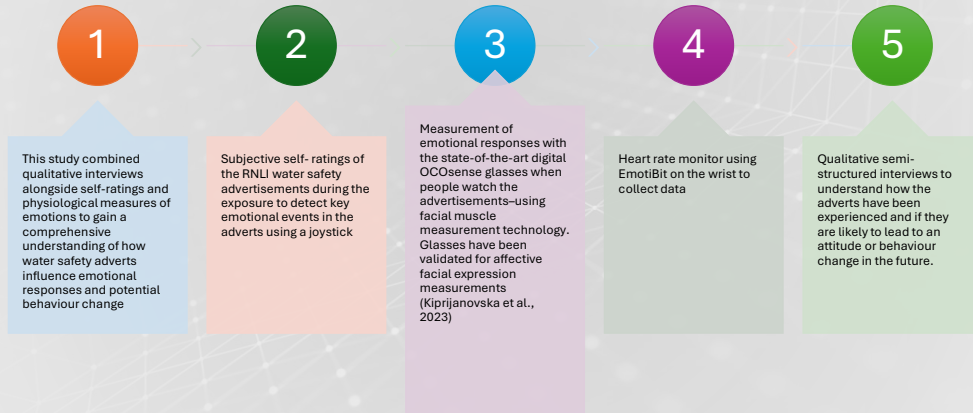 1
This study combined
qualitative interviews
alongside self-ratings and
physiological measures of
emotions to gain a
comprehensive
understanding of how
water safety adverts
influence emotional
responses and potential
behaviour change
2
Subjective self- ratings of
the RNLI water safety
advertisements during the
exposure to detect key
emotional events in the
adverts using a joystick
3
Measurement of
emotional responses with
the state-of-the-art digital
OCOsense glasses when
people watch the
advertisements–using
facial muscle
measurement technology.
Glasses have been
validated for affective
facial expression
measurements
(Kiprijanovska et al.,
2023)
4
Heart rate monitor using
EmotiBit on the wrist to
collect data
5
Qualitative semi-
structured interviews to
understand how the
adverts have been
experienced and if they
are likely to lead to an
attitude or behaviour
change in the future.